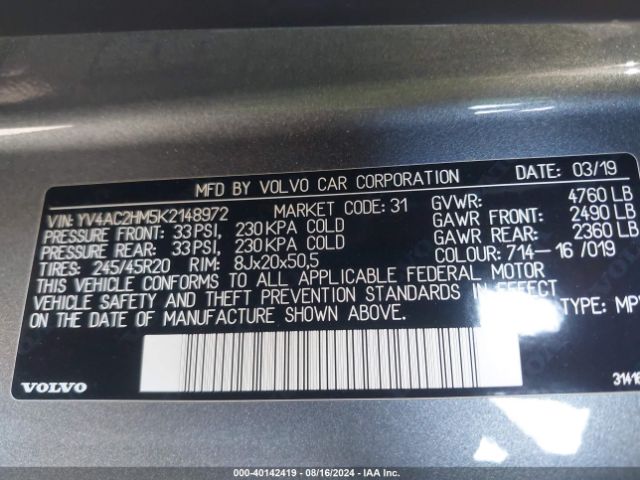 MFD BY VOLVO CAR CORPORATION DATE: 03/19
VIN: YV4AC2HM5K2148972 MARKET CODE: 31 GVWR: 4760 LB
PRESSURE FRONT: 33 PSI, 230 KPA COLD GAWR FRONT: 2490 LB
PRESSURE REAR: 33 PSI, 230 KPA COLD GAWR REAR: 2360 LB
TIRES: 245/45R20 RIM: 8Jx20x50,5 COLOUR: 714-16 /019
THIS VEHICLE CONFORMS TO ALL APPLICABLE FEDERAL MOTOR
VEHICLE SAFETY AND THEFT PREVENTION STANDARDS IN EFFECT
ON THE DATE OF MANUFACTURE SHOWN ABOVE. TYPE: MP
VOLVO 31416
000-40142419 - 08/16/2024 - IAA Inc.